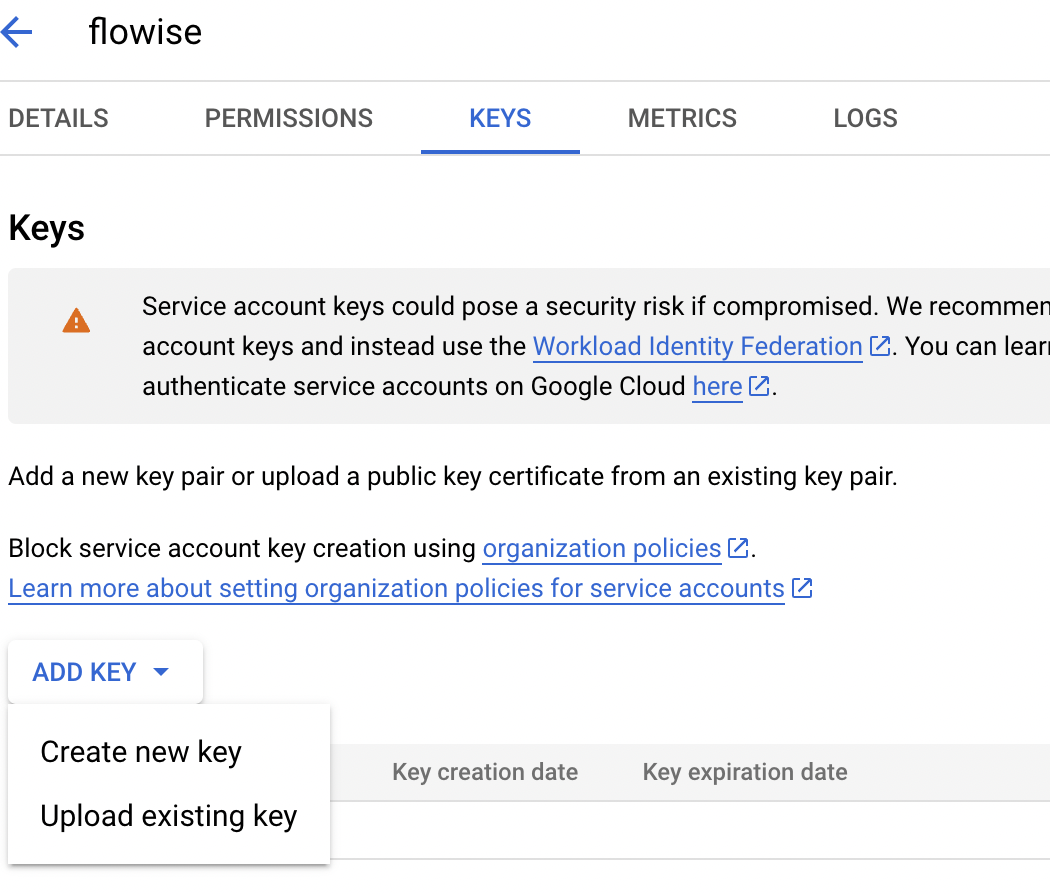 flowise
DETAILS PERMISSIONS KEYS METRICS LOGS
Keys
Service account keys could pose a security risk if compromised. We
account keys and instead use the Workload Identity Federation. You can
authenticate service accounts on Google Cloud here.
Add a new key pair or upload a public key certificate from an existing key pair.
Block service account key creation using organization policies.
Learn more about setting organization policies for service accounts
ADD KEY
Create new key
Key creation date Key expiration date
Upload existing key